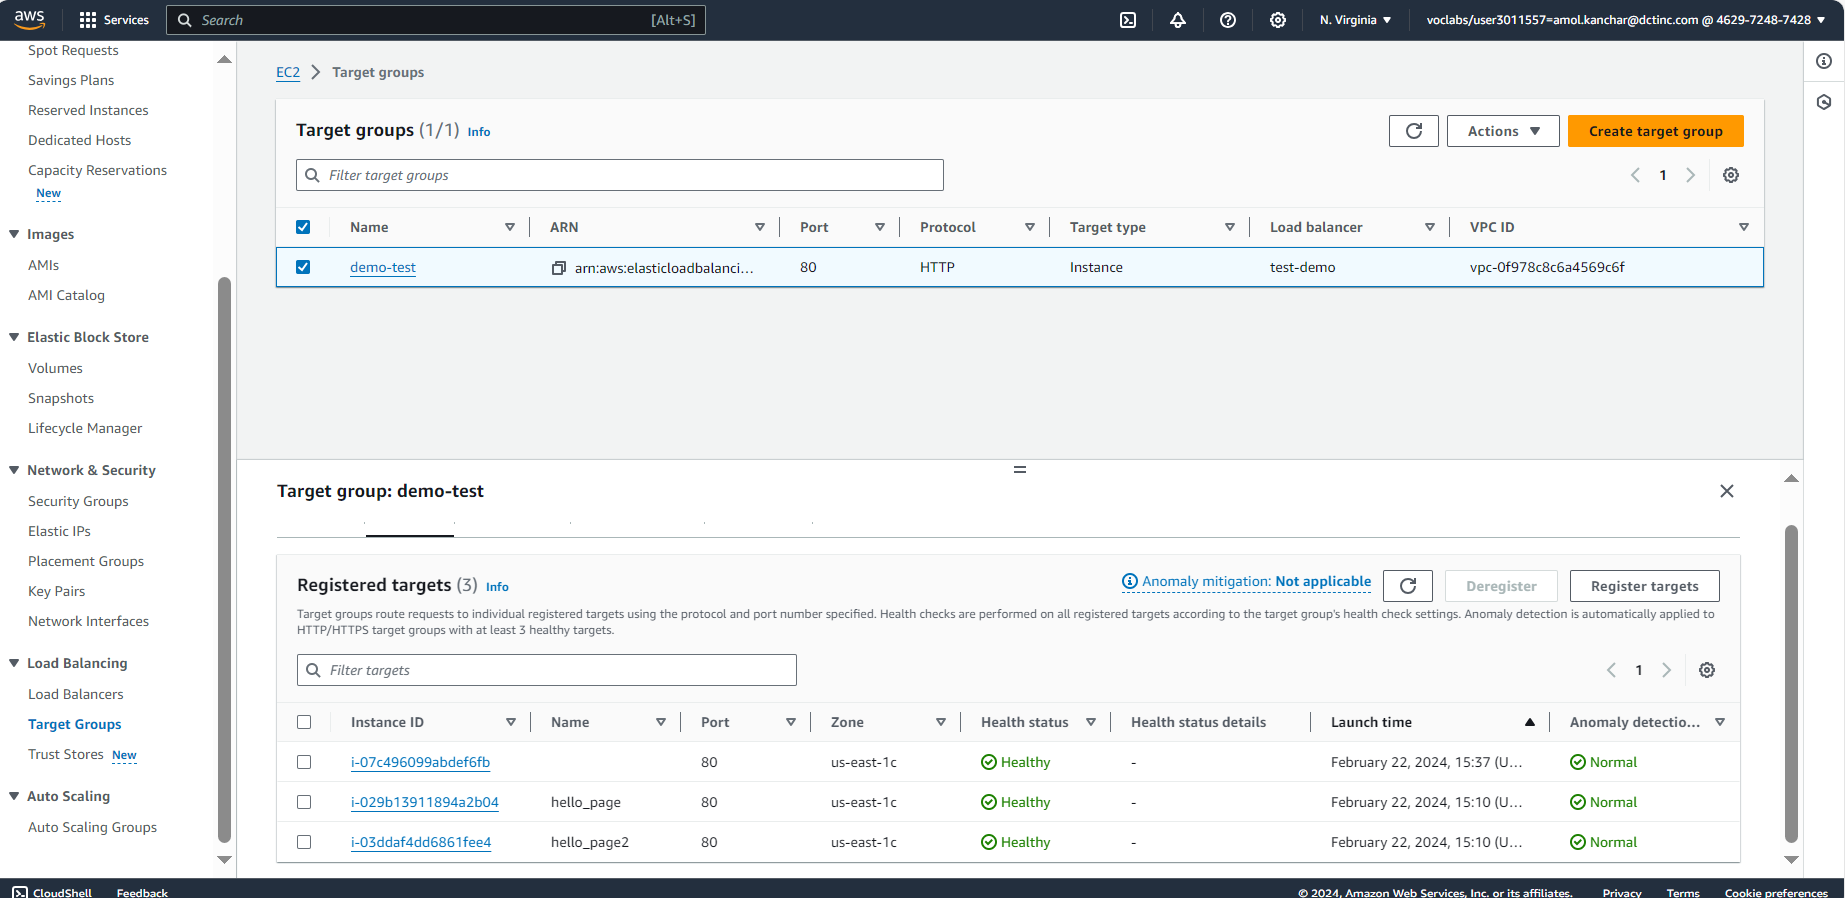 aws Services Search [Alt+S] N. Virginia voclabs/user3011557=amol.kanchar@dctinc.com @ 4629-7248-7428
Spot Requests
Savings Plans
Reserved Instances
Dedicated Hosts
Capacity Reservations
New
Images
AMIs
AMI Catalog
Elastic Block Store
Volumes
Snapshots
Lifecycle Manager
Network & Security
Security Groups
Elastic IPs
Placement Groups
Key Pairs
Network Interfaces
Load Balancing
Load Balancers
Target Groups
Trust Stores New
Auto Scaling
Auto Scaling Groups
EC2 Target groups
Target groups (1/1) Info Actions Create target group
Filter target groups 1
Name ARN Port Protocol Target type Load balancer VPC ID
demo-test arn:aws:elasticloadbalanci... 80 HTTP Instance test-demo vpc-0f978c8c6a4569c6f
Target group: demo-test
Registered targets (3) Info Anomaly mitigation: Not applicable Deregister Register targets
Target groups route requests to individual registered targets using the protocol and port number specified. Health checks are performed on all registered targets according to the target group's health check settings. Anomaly detection is automatically applied to
HTTP/HTTPS target groups with at least 3 healthy targets.
Filter targets 1
Instance ID Name Port Zone Health status Health status details Launch time Anomaly detectio...
i-07c496099abdef6fb 80 us-east-1c Healthy - February 22, 2024, 15:37 (U...  Normal
i-029b13911894a2b04 hello_page 80 us-east-1c Healthy - February 22, 2024, 15:10 (U... Normal
i-03ddaf4dd6861fee4 hello_page2 80 us-east-1c Healthy - February 22, 2024, 15:10 (U... Normal
CloudShell Feedback © 2024, Amazon Web Services, Inc. or its affiliates. Privacy Terms Cookie preferences